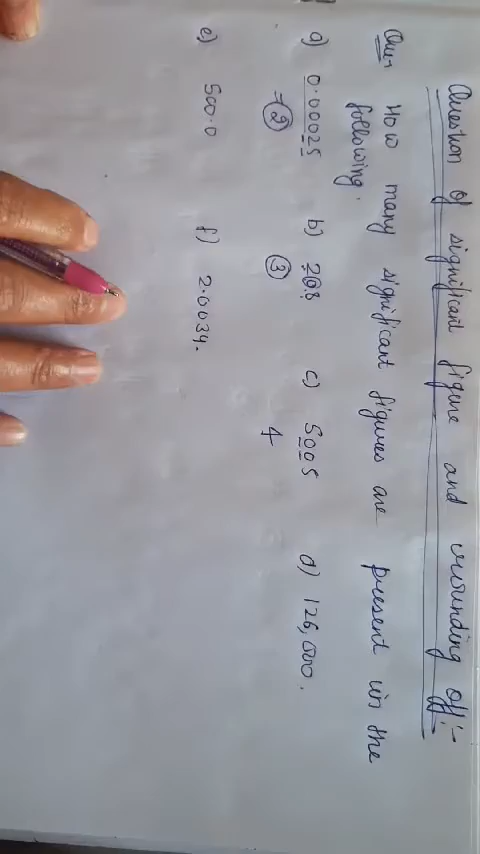 Question of significant figure and rounding off:-
Que- How many significant figures are present in the
following.
a) 0.00025 b) 208 c) 5005 d) 126,000.
=2 3 4
e) 500.0 f) 2.0034.